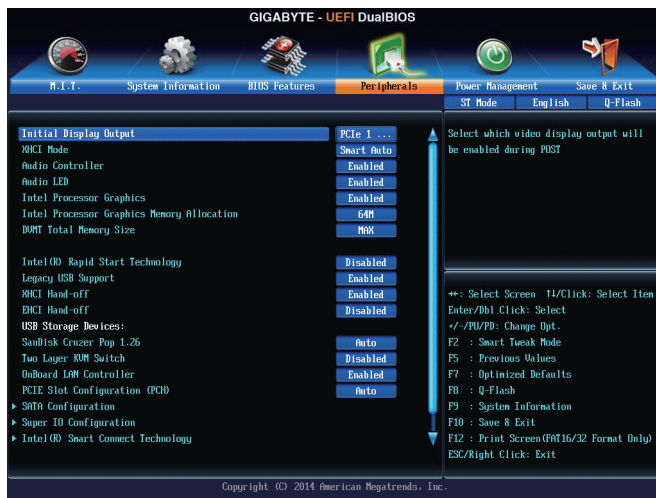 GIGABYTE - UEFI DualBIOS
M.I.T. System Information BIOS Features Peripherals Power Management Save & Exit
ST Mode English Q-Flash
Initial Display Output PCIe 1 ...
XHCI Mode Smart Auto
Audio Controller Enabled
Audio LED Enabled
Intel Processor Graphics Enabled
Intel Processor Graphics Memory Allocation 64M
DVMT Total Memory Size MAX
Intel(R) Rapid Start Technology Disabled
Legacy USB Support Enabled
XHCI Hand-off Enabled
EHCI Hand-off Disabled
USB Storage Devices:
SanDisk Cruzer Pop 1.26 Auto
Two Layer KVM Switch Disabled
OnBoard LAN Controller Enabled
PCIE Slot Configuration (PCH) Auto
SATA Configuration
Super IO Configuration
Intel(R) Smart Connect Technology
Select which video display output will
be enabled during POST
→←: Select Screen ↑↓/Click: Select Item
Enter/Dbl Click: Select
+/-/PU/PD: Change Opt.
F2 : Smart Tweak Mode
F5 : Previous Values
F7 : Optimized Defaults
F8 : Q-Flash
F9 : System Information
F10 : Save & Exit
F12 : Print Screen(FAT16/32 Format Only)
ESC/Right Click: Exit
Copyright (C) 2014 American Megatrends, Inc.